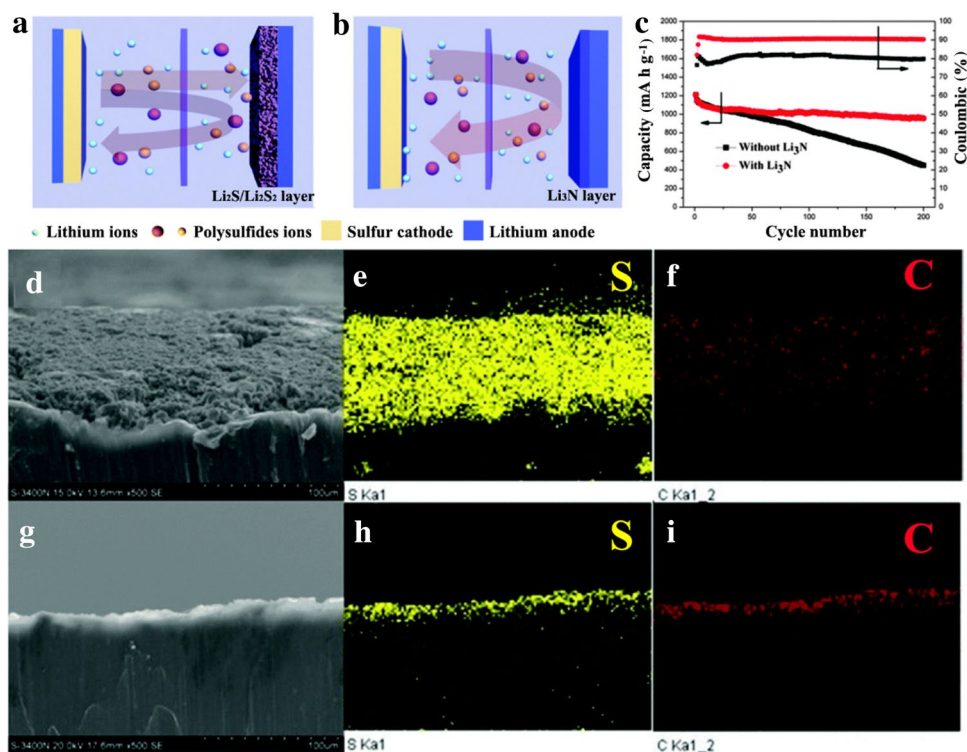 a
Li2S/Li2S2 layer
b
Li3N layer
c
Capacity (mA h g-1)
2000
1800
1600
1400
1200
1000
800
600
400
200
0
100
90
80
70
60
50
40
30
20
10
0
Coulombic (%)
Without Li3N
With Li3N
0 50 100 150 200
Cycle number
Lithium ions Polysulfides ions Sulfur cathode Lithium anode
d
S-3400N 15.0kV 13.6mm x500 SE 100um
e
S
S Ka1
f
C
C Ka1_2
g
S-3400N 20.0kV 17.6mm x500 SE 100um
h
S
S Ka1
i
C
C Ka1_2